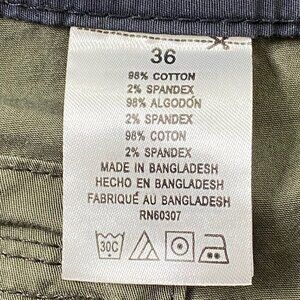 36
98% COTTON
2% SPANDEX
98% ALGODÓN
2% SPANDEX
98% COTON
2% SPANDEX
MADE IN BANGLADESH
HECHO EN BANGLADESH
FABRIQUÉ AU BANGLADESH
RN60307
30C